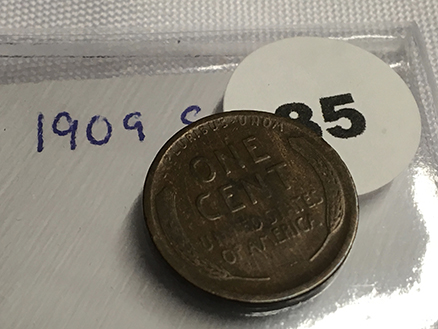 1909 S
85
PLURIBUS UNUM
ONE
CENT
UNITED STATES
OF AMERICA